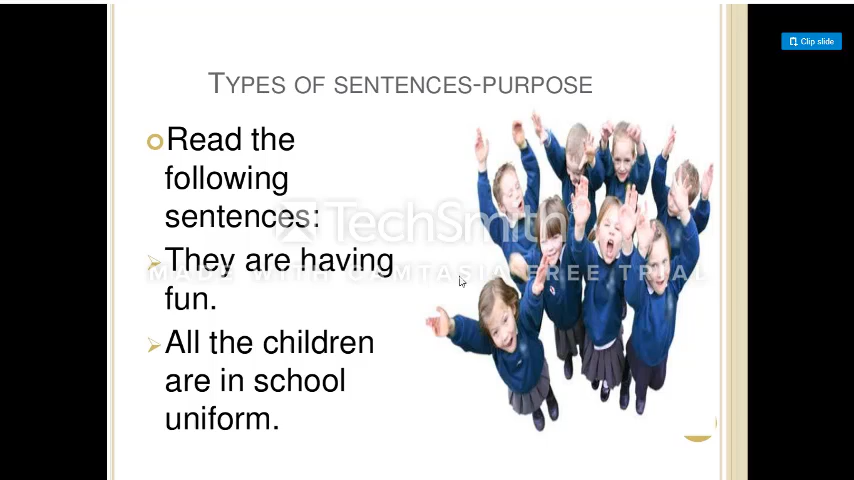 Clip slide
TYPES OF SENTENCES-PURPOSE
Read the
following
sentences:
TechSmith
They are having
MADE WITH CAMTASIA FREE TRIAL
fun.
All the children
are in school
uniform.